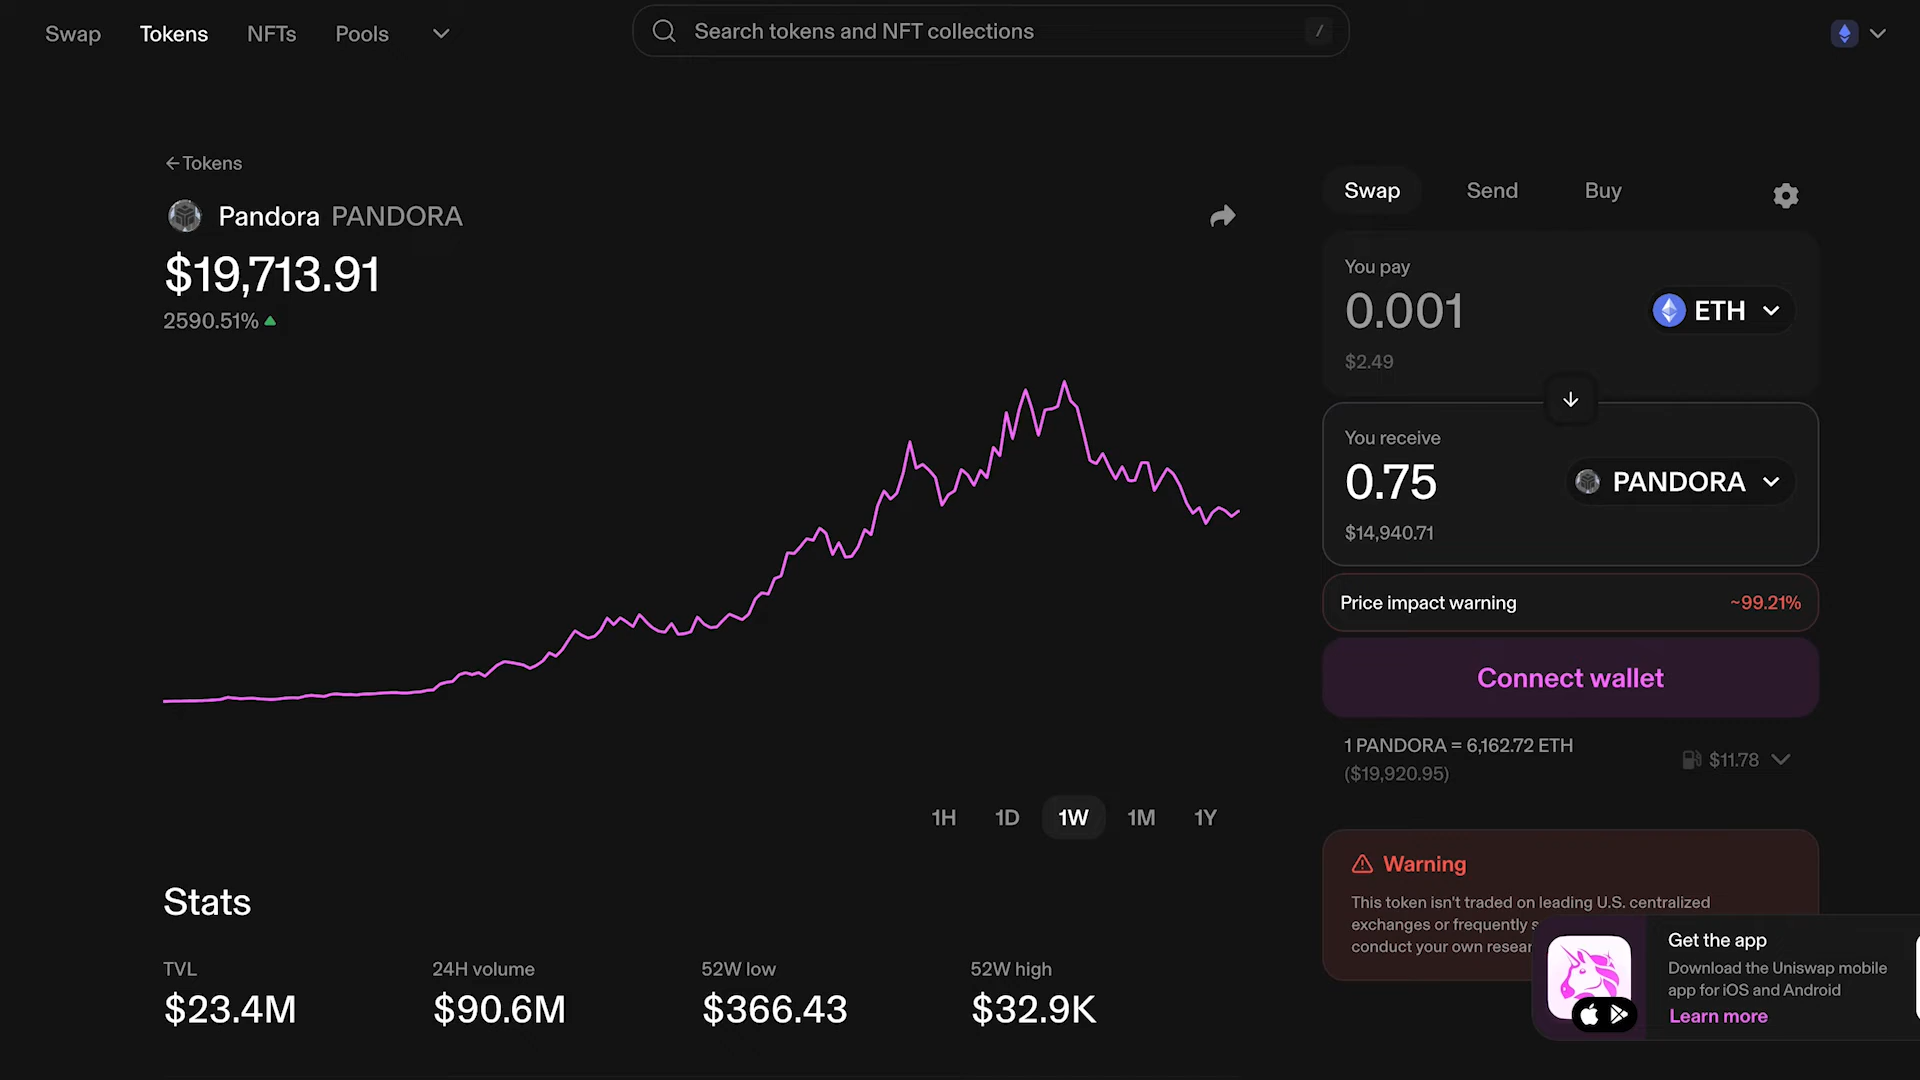 Swap Tokens NFTs Pools
Search tokens and NFT collections /
← Tokens
Pandora PANDORA
$19,713.91
2590.51%
1H 1D 1W 1M 1Y
Stats
TVL 24H volume 52W low 52W high
$23.4M $90.6M $366.43 $32.9K
Swap Send Buy
You pay
0.001 ETH
$2.49
You receive
0.75 PANDORA
$14,940.71
Price impact warning ~99.21%
Connect wallet
1 PANDORA = 6,162.72 ETH
($19,920.95)
$11.78
Warning
This token isn't traded on leading U.S. centralized
exchanges or frequently
conduct your own
Get the app
Download the Uniswap mobile
app for iOS and Android
Learn more